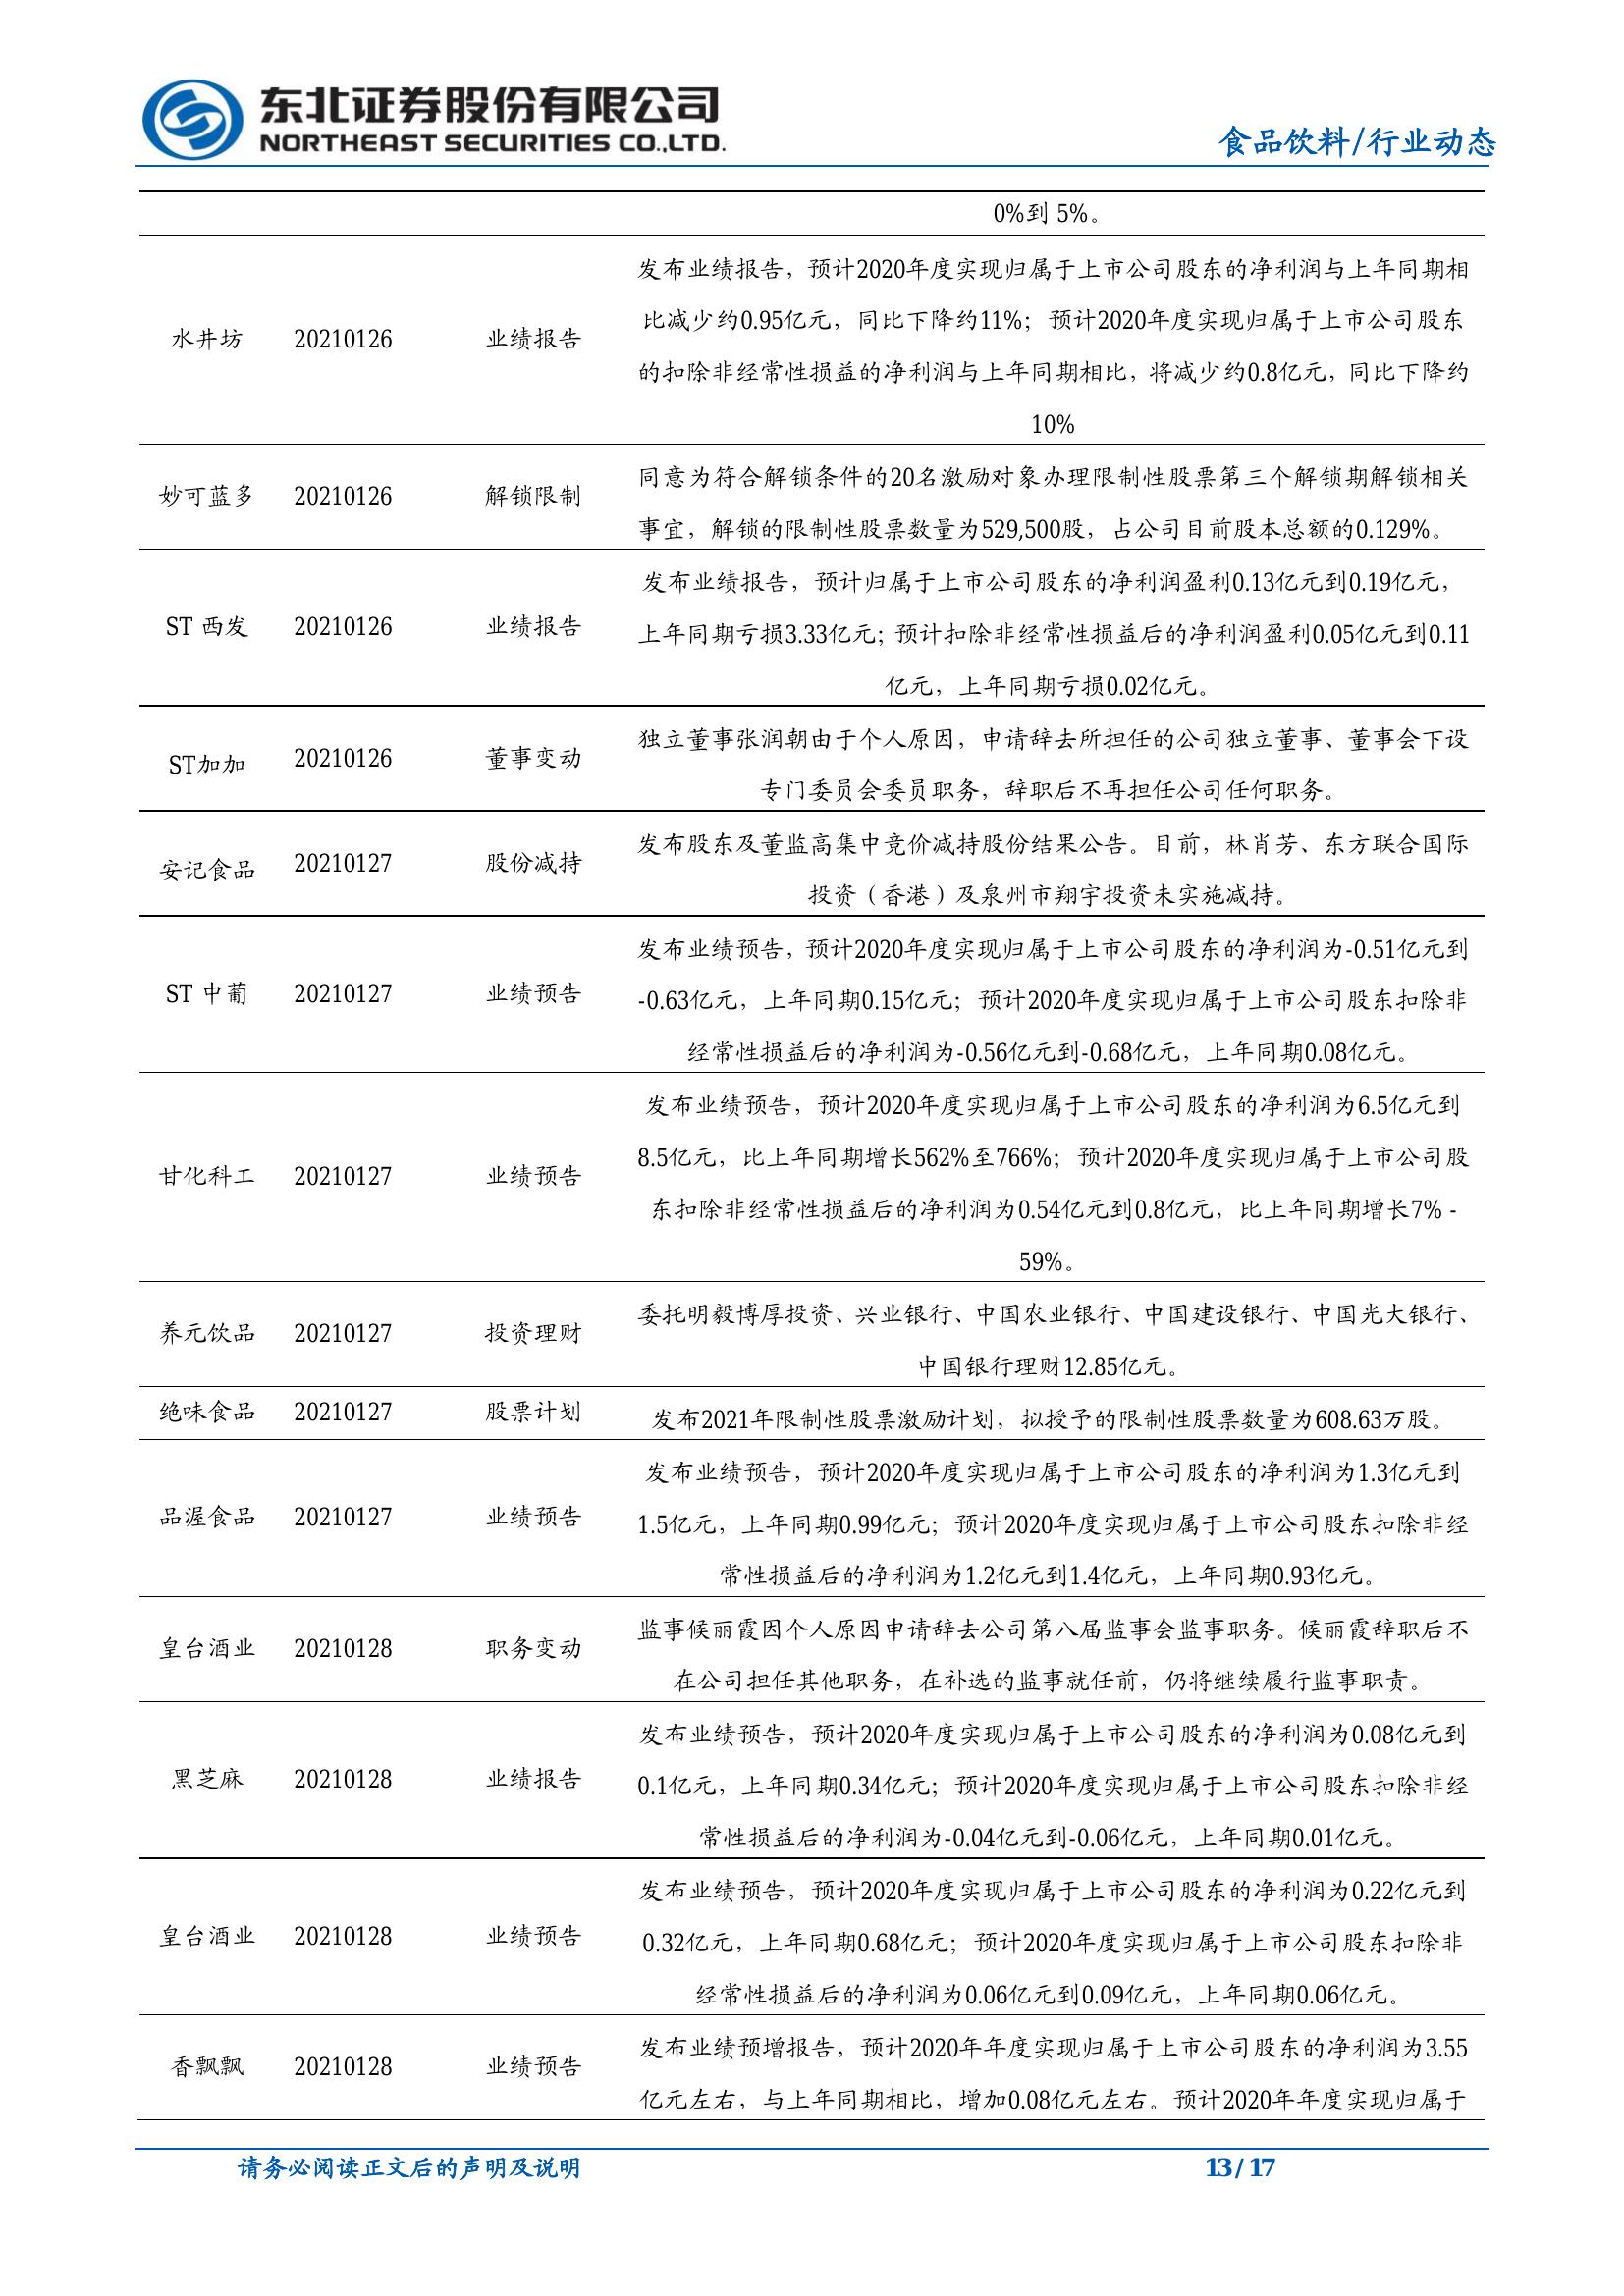 东北证券股份有限公司
NORTHEAST SECURITIES CO.,LTD.
食品饮料/行业动态
0%到 5%。
发布业绩报告，预计2020年度实现归属于上市公司股东的净利润与上年同期相
比减少约0.95亿元，同比下降约11%；预计2020年度实现归属于上市公司股东
水井坊 20210126 业绩报告
的扣除非经常性损益的净利润与上年同期相比，将减少约0.8亿元，同比下降约
10%
同意为符合解锁条件的20名激励对象办理限制性股票第三个解锁期解锁相关
妙可蓝多 20210126 解锁限制
事宜，解锁的限制性股票数量为529,500股，占公司目前股本总额的0.129%。
发布业绩报告，预计归属于上市公司股东的净利润盈利0.13亿元到0.19亿元，
ST 西发 20210126 业绩报告 上年同期亏损3.33亿元；预计扣除非经常性损益后的净利润盈利0.05亿元到0.11
亿元，上年同期亏损0.02亿元。
独立董事张润朝由于个人原因，申请辞去所担任的公司独立董事、董事会下设
ST加加 20210126 董事变动
专门委员会委员职务，辞职后不再担任公司任何职务。
发布股东及董监高集中竞价减持股份结果公告。目前，林肖芳、东方联合国际
安记食品 20210127 股份减持
投资（香港）及泉州市翔宇投资未实施减持。
发布业绩预告，预计2020年度实现归属于上市公司股东的净利润为-0.51亿元到
ST 中葡 20210127 业绩预告 -0.63亿元，上年同期0.15亿元；预计2020年度实现归属于上市公司股东扣除非
经常性损益后的净利润为-0.56亿元到-0.68亿元，上年同期0.08亿元。
发布业绩预告，预计2020年度实现归属于上市公司股东的净利润为6.5亿元到
8.5亿元，比上年同期增长562%至766%；预计2020年度实现归属于上市公司股
甘化科工 20210127 业绩预告
东扣除非经常性损益后的净利润为0.54亿元到0.8亿元，比上年同期增长7% -
59%。
委托明毅博厚投资、兴业银行、中国农业银行、中国建设银行、中国光大银行、
养元饮品 20210127 投资理财
中国银行理财12.85亿元。
绝味食品 20210127 股票计划 发布2021年限制性股票激励计划，拟授予的限制性股票数量为608.63万股。
发布业绩预告，预计2020年度实现归属于上市公司股东的净利润为1.3亿元到
品渥食品 20210127 业绩预告 1.5亿元，上年同期0.99亿元；预计2020年度实现归属于上市公司股东扣除非经
常性损益后的净利润为1.2亿元到1.4亿元，上年同期0.93亿元。
监事候丽霞因个人原因申请辞去公司第八届监事会监事职务。候丽霞辞职后不
皇台酒业 20210128 职务变动
在公司担任其他职务，在补选的监事就任前，仍将继续履行监事职责。
发布业绩预告，预计2020年度实现归属于上市公司股东的净利润为0.08亿元到
黑芝麻 20210128 业绩报告 0.1亿元，上年同期0.34亿元；预计2020年度实现归属于上市公司股东扣除非经
常性损益后的净利润为-0.04亿元到-0.06亿元，上年同期0.01亿元。
发布业绩预告，预计2020年度实现归属于上市公司股东的净利润为0.22亿元到
皇台酒业 20210128 业绩预告 0.32亿元，上年同期0.68亿元；预计2020年度实现归属于上市公司股东扣除非
经常性损益后的净利润为0.06亿元到0.09亿元，上年同期0.06亿元。
发布业绩预增报告，预计2020年年度实现归属于上市公司股东的净利润为3.55
香飘飘 20210128 业绩预告
亿元左右，与上年同期相比，增加0.08亿元左右。预计2020年年度实现归属于
请务必阅读正文后的声明及说明 13 / 17